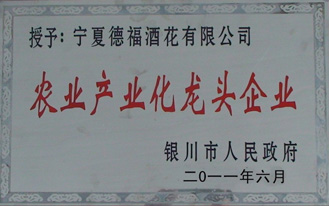 授予：宁夏德福酒花有限公司
农业产业化龙头企业
银川市人民政府
二〇一一年六月